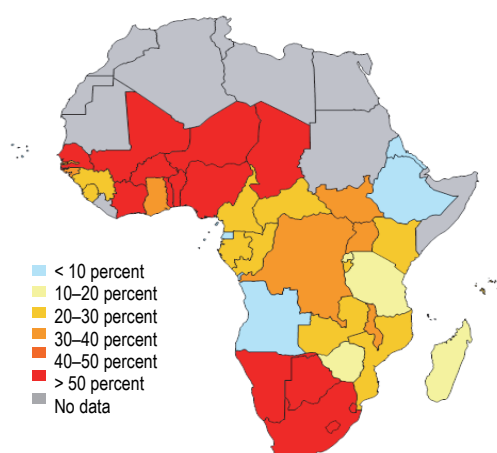 < 10 percent
10–20 percent
20–30 percent
30–40 percent
40–50 percent
> 50 percent
No data